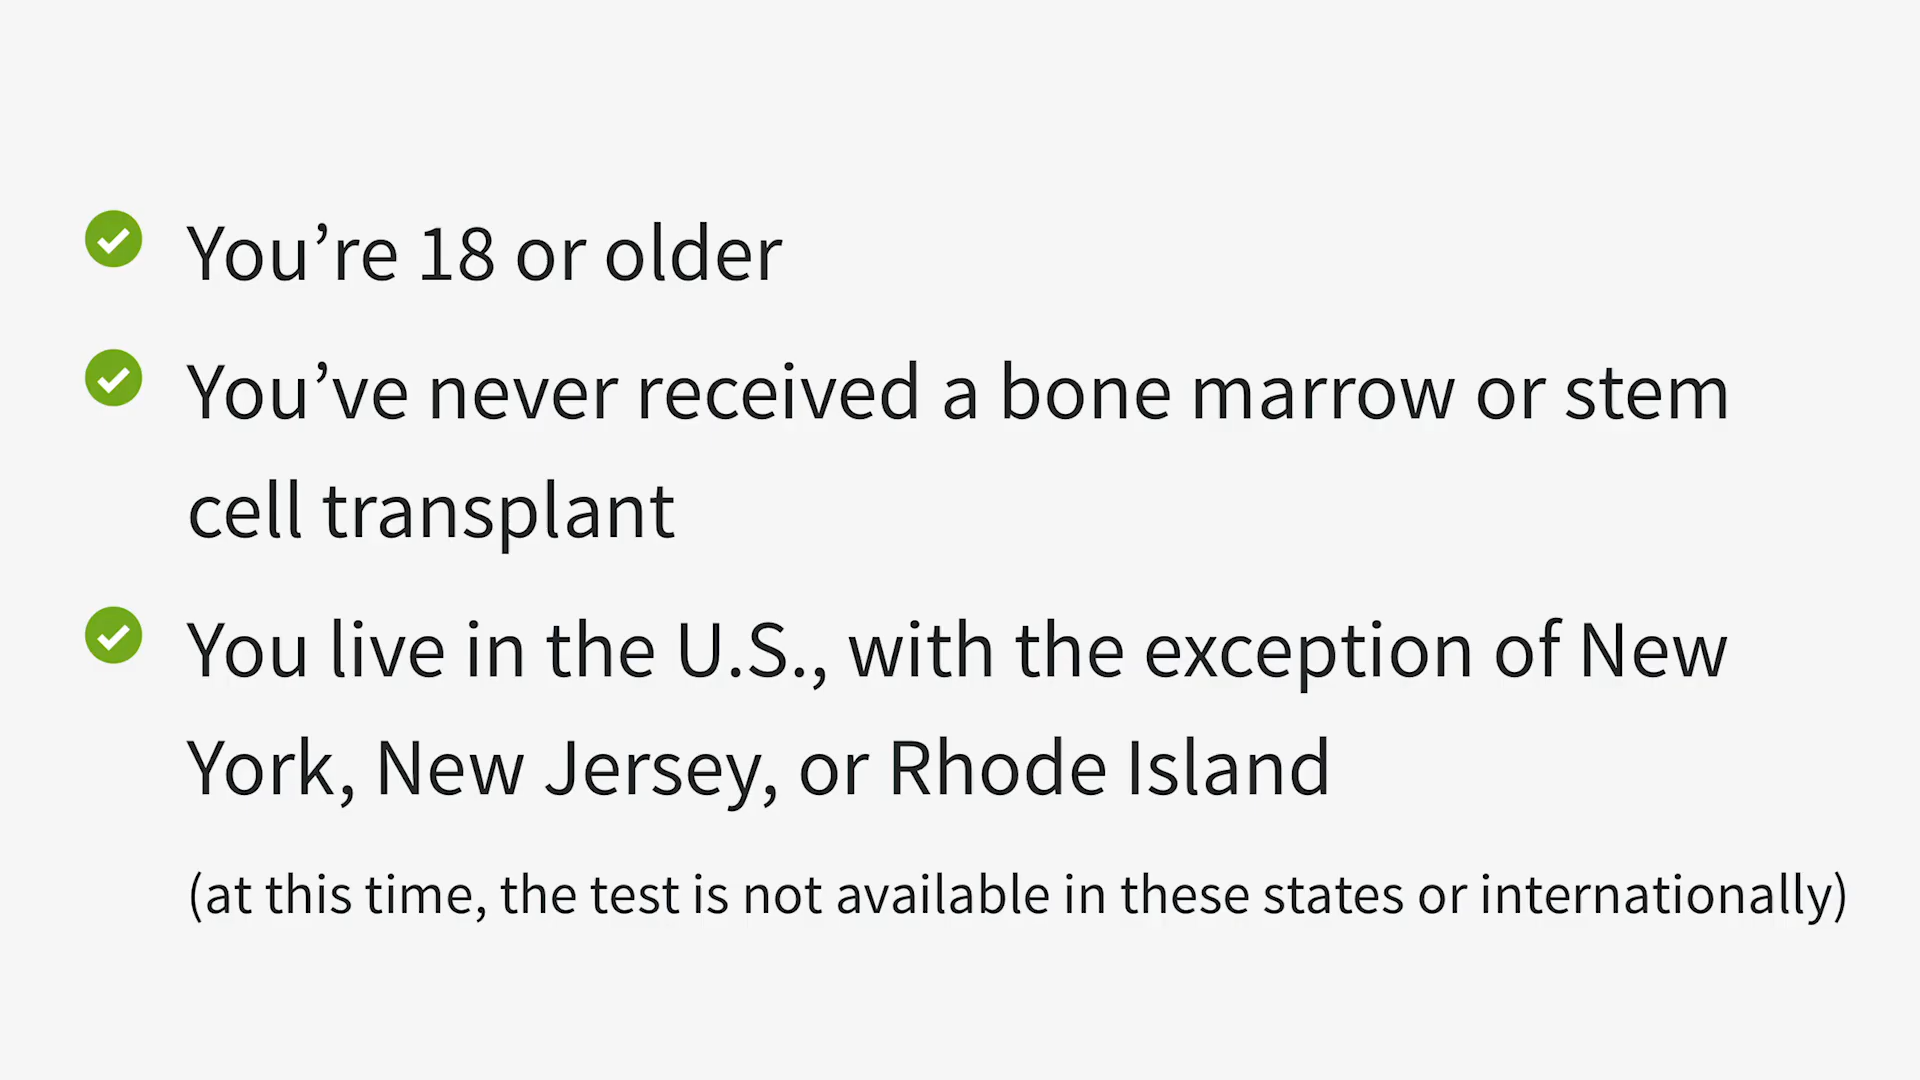 You’re 18 or older
You’ve never received a bone marrow or stem
cell transplant
You live in the U.S., with the exception of New
York, New Jersey, or Rhode Island
(at this time, the test is not available in these states or internationally)